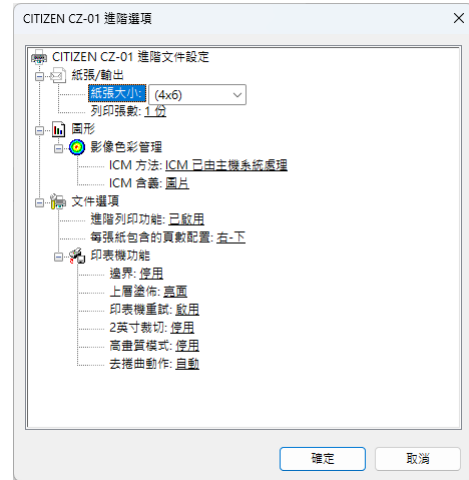 CITIZEN CZ-01 進階選項
CITIZEN CZ-01 進階文件設定
紙張/輸出
紙張大小: (4x6)
列印張數: 1 份
圖形
影像色彩管理
ICM 方法: ICM 已由主機系統處理
ICM 含義: 圖片
文件選項
進階列印功能: 已啟用
每張紙包含的頁數配置: 右-下
印表機功能
邊界: 停用
上層塗佈: 亮面
印表機重試: 啟用
2英寸裁切: 停用
高畫質模式: 停用
去捲曲動作: 自動
確定 取消